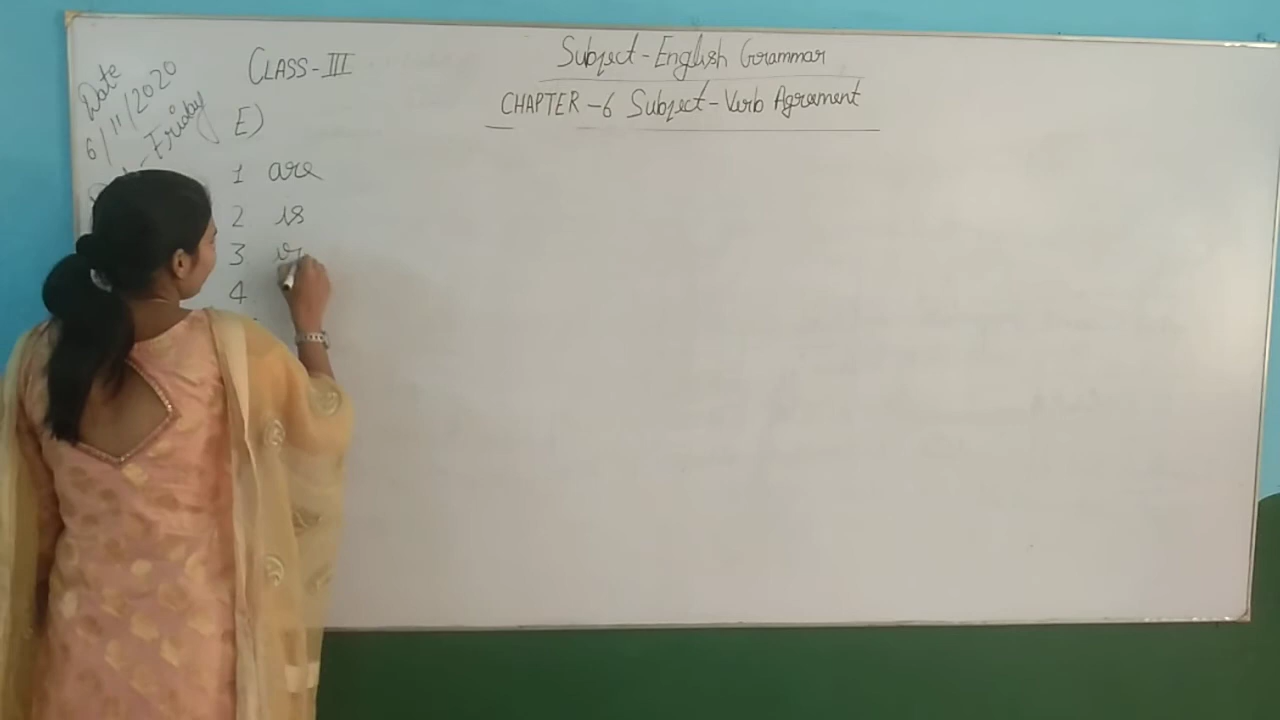 Date
6/11/2020
Friday
CLASS-III
Subject-English Grammar
CHAPTER-6 Subject-Verb Agrament
E)
1 are
2 is
3
4